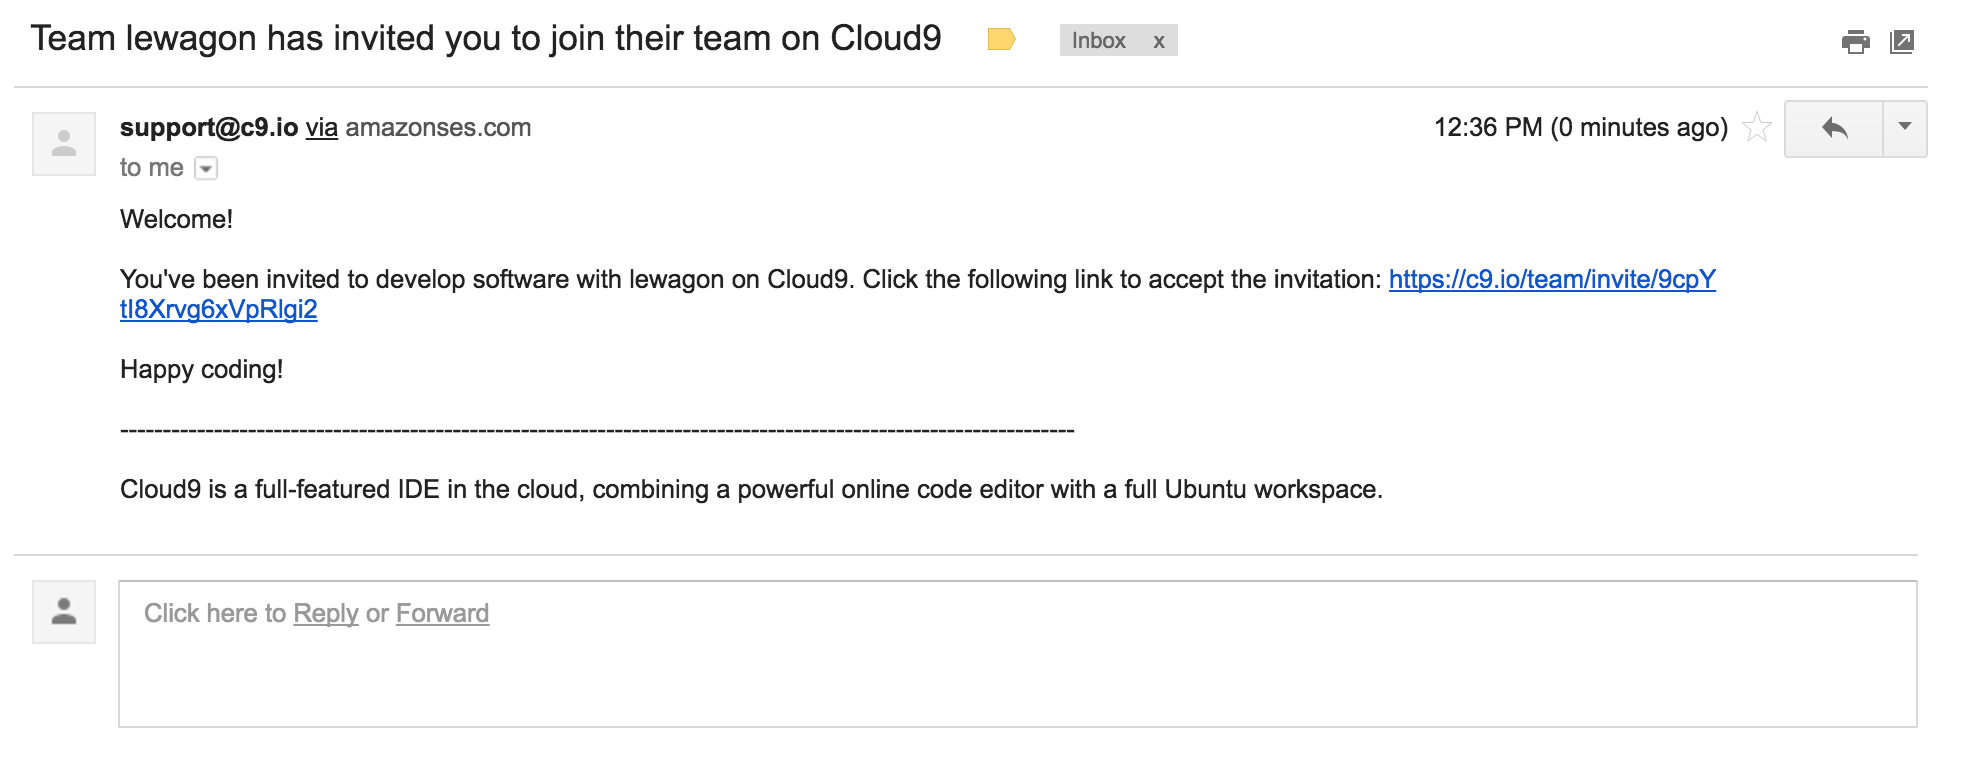 Team lewagon has invited you to join their team on Cloud9 Inbox x
support@c9.io via amazonses.com 12:36 PM (0 minutes ago)
to me
Welcome!
You've been invited to develop software with lewagon on Cloud9. Click the following link to accept the invitation: https://c9.io/team/invite/9cpY
tI8Xrvg6xVpRlgi2
Happy coding!
----------------------------------------------------------------------------------------------------------------
Cloud9 is a full-featured IDE in the cloud, combining a powerful online code editor with a full Ubuntu workspace.
Click here to Reply or Forward